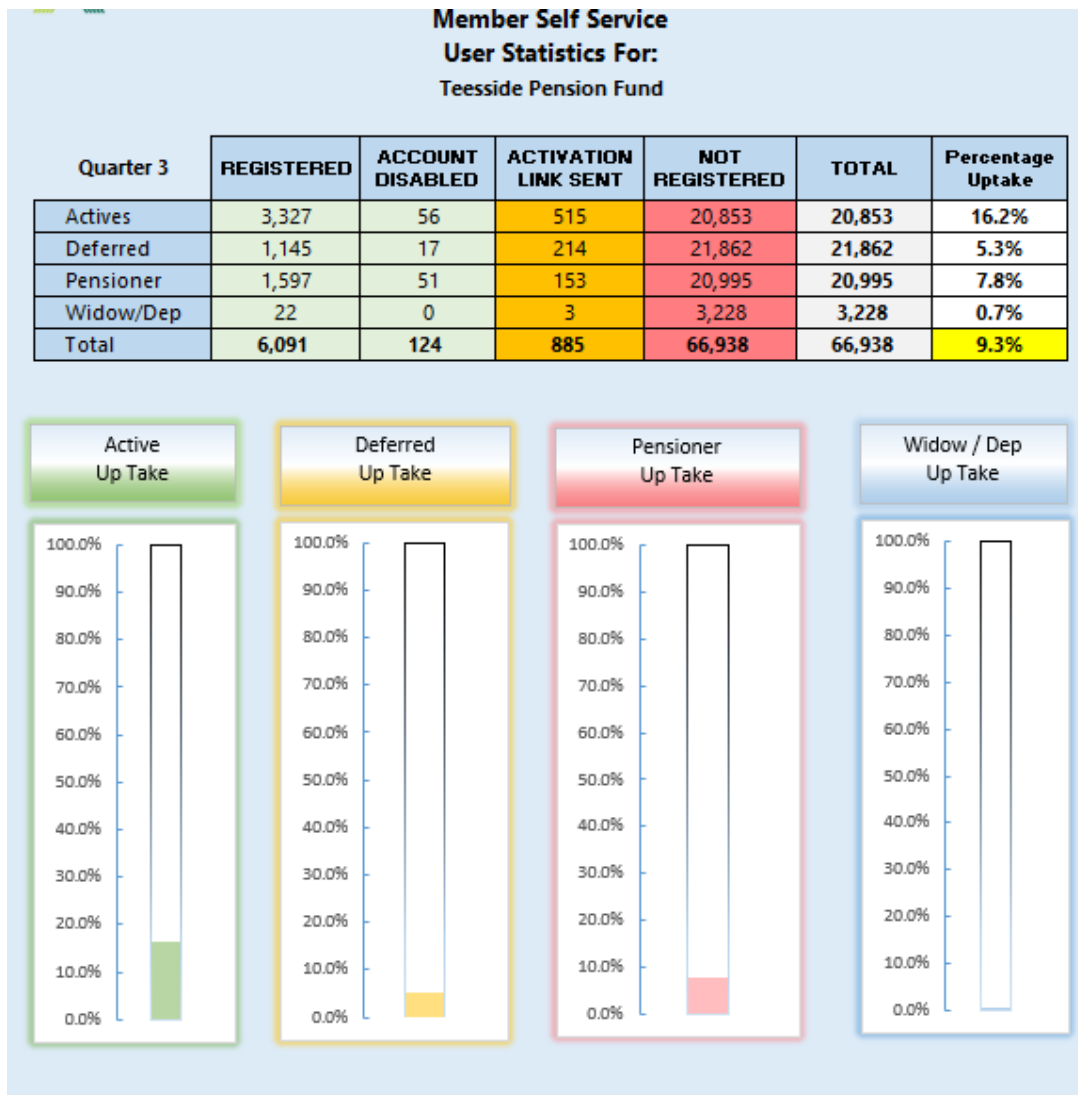 Member Self Service
User Statistics For:
Teesside Pension Fund
Quarter 3 REGISTERED ACCOUNT DISABLED ACTIVATION LINK SENT NOT REGISTERED TOTAL Percentage Uptake
Actives 3,327 56 515 20,853 20,853 16.2%
Deferred 1,145 17 214 21,862 21,862 5.3%
Pensioner 1,597 51 153 20,995 20,995 7.8%
Widow/Dep 22 0 3 3,228 3,228 0.7%
Total 6,091 124 885 66,938 66,938 9.3%
Active
Up Take
100.0%
90.0%
80.0%
70.0%
60.0%
50.0%
40.0%
30.0%
20.0%
10.0%
0.0%
Deferred
Up Take
100.0%
90.0%
80.0%
70.0%
60.0%
50.0%
40.0%
30.0%
20.0%
10.0%
0.0%
Pensioner
Up Take
100.0%
90.0%
80.0%
70.0%
60.0%
50.0%
40.0%
30.0%
20.0%
10.0%
0.0%
Widow / Dep
Up Take
100.0%
90.0%
80.0%
70.0%
60.0%
50.0%
40.0%
30.0%
20.0%
10.0%
0.0%